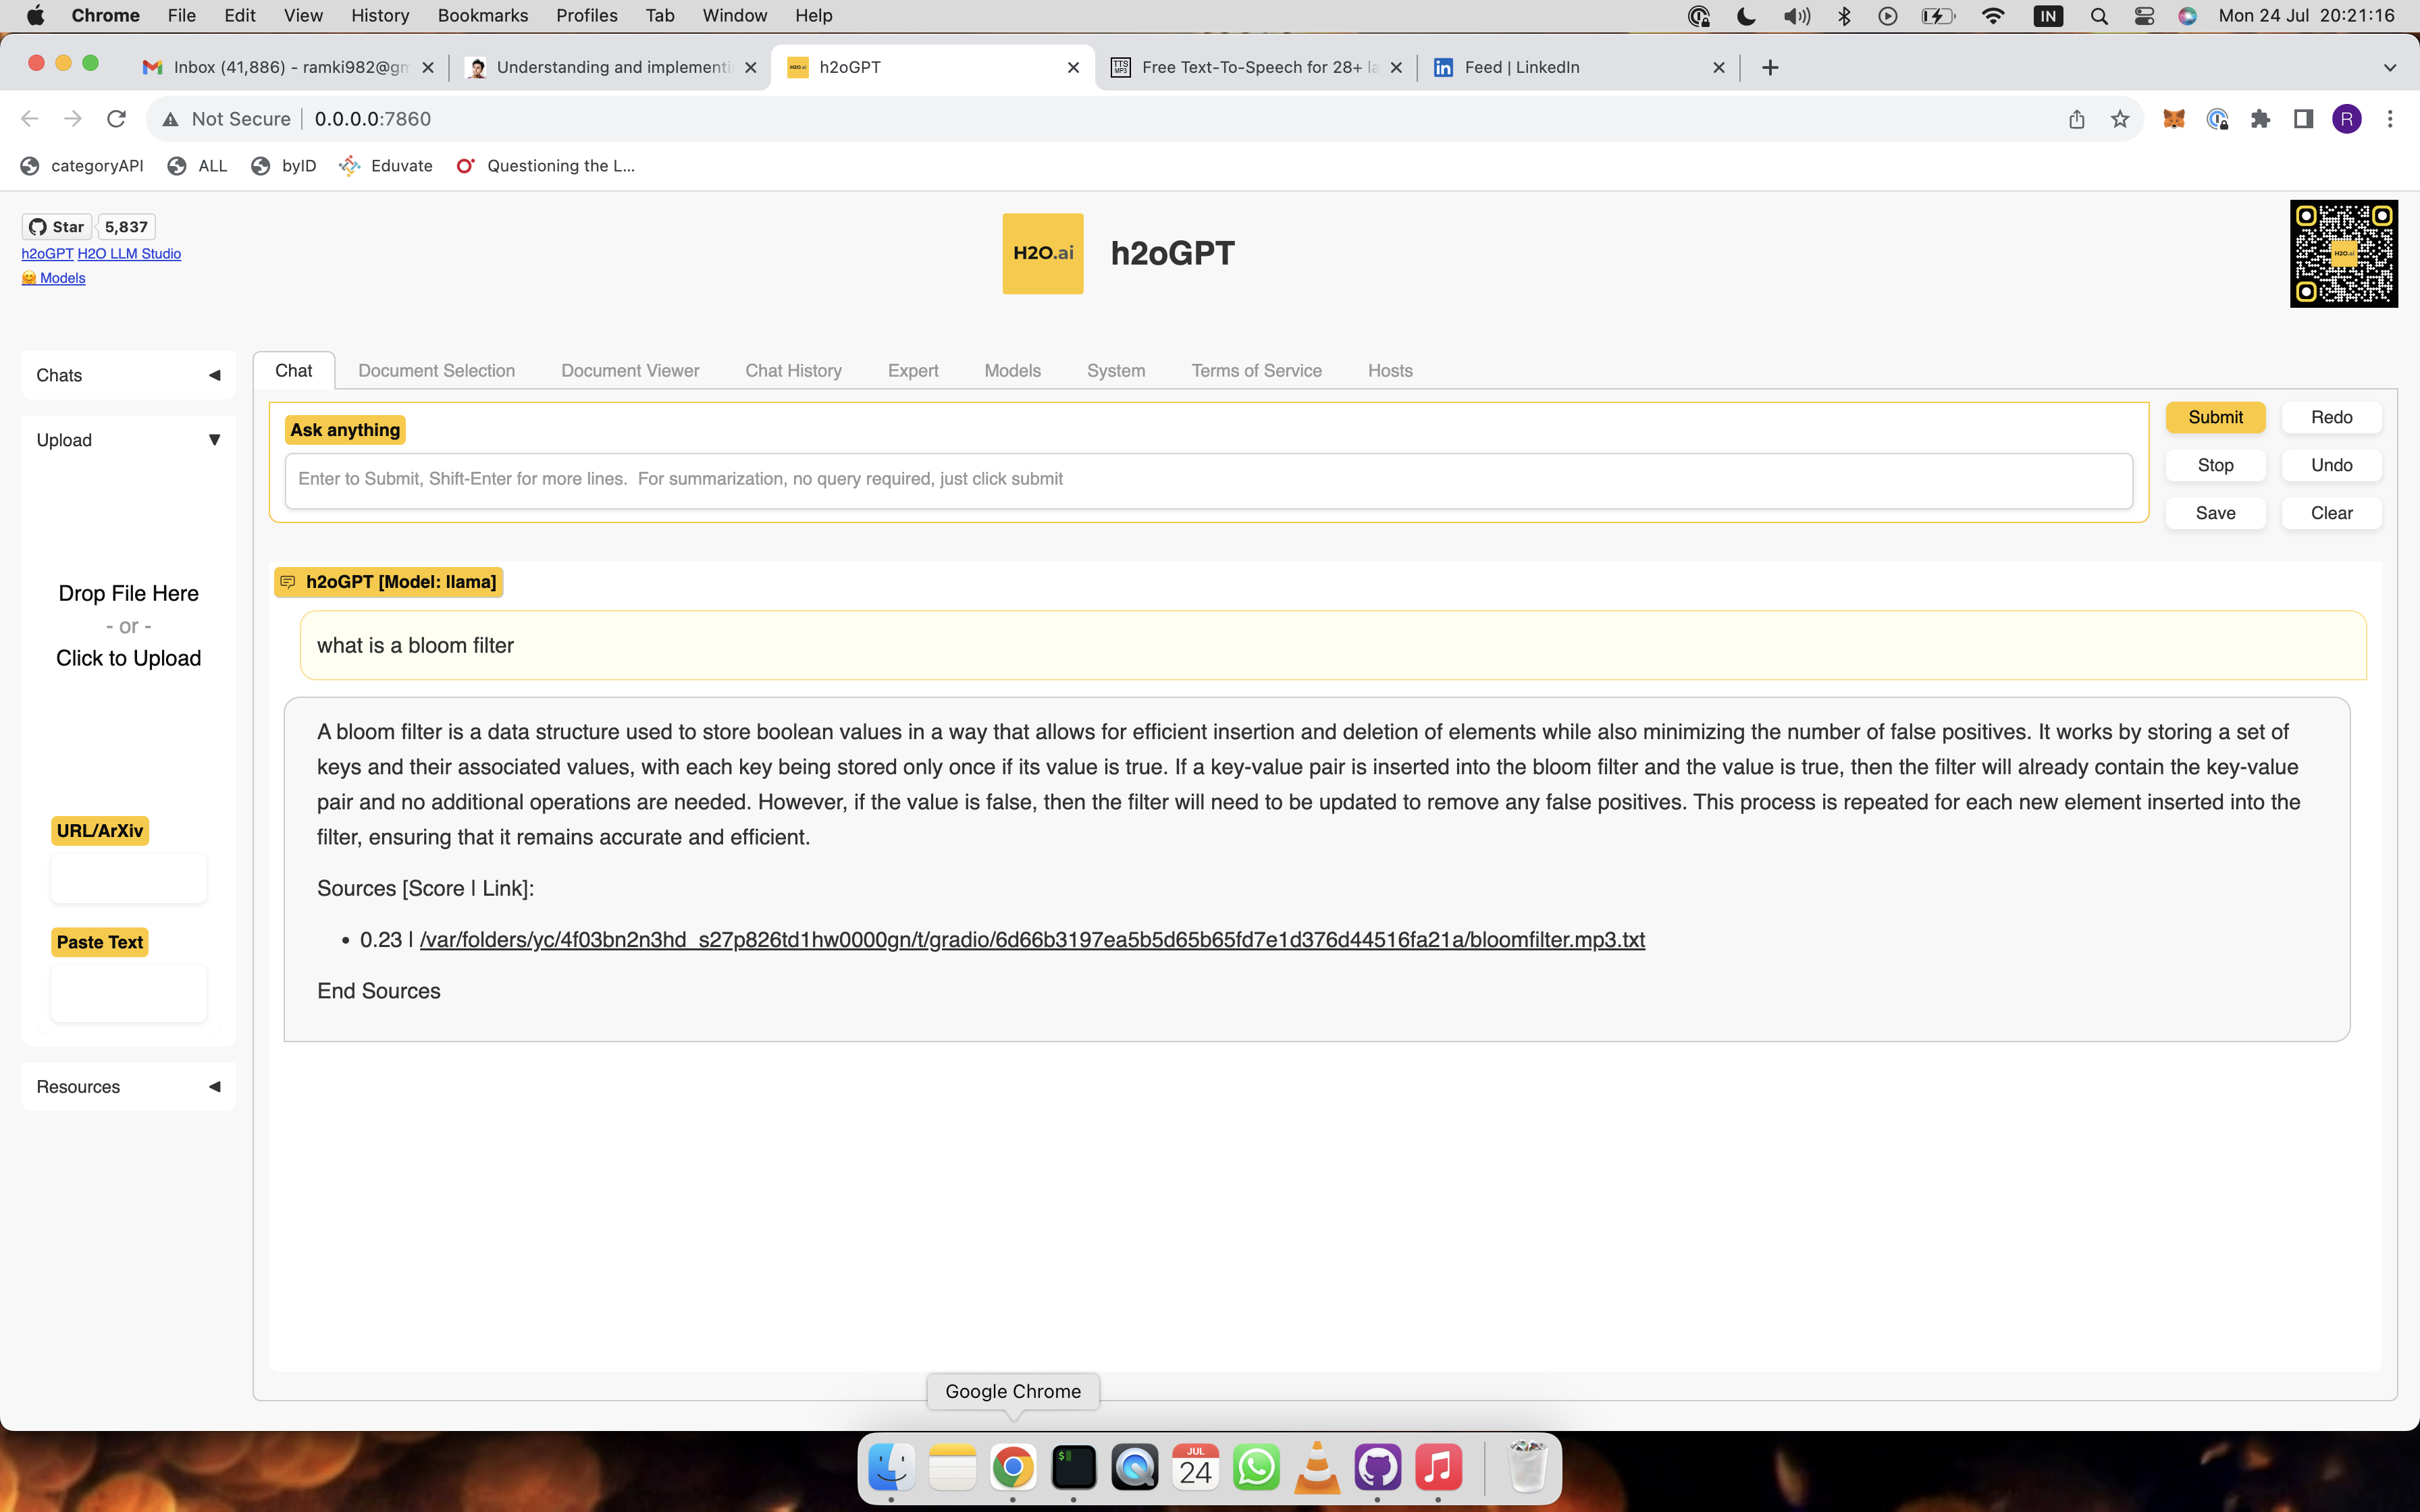 Chrome File Edit View History Bookmarks Profiles Tab Window Help IN Mon 24 Jul 20:21:16
Inbox (41,886) - ramki982@gm Understanding and implementi h2oGPT Free Text-To-Speech for 28+ la Feed | LinkedIn
Not Secure 0.0.0.0:7860 R
categoryAPI ALL byID Eduvate Questioning the L...
Star 5,837
h2oGPT H2O LLM Studio
🤗 Models
H2O.ai h2oGPT
H2O.ai
Chats
Chat Document Selection Document Viewer Chat History Expert Models System Terms of Service Hosts
Upload
Drop File Here
- or -
Click to Upload
URL/ArXiv
Paste Text
Resources
Ask anything
Enter to Submit, Shift-Enter for more lines.  For summarization, no query required, just click submit
Submit Redo
Stop Undo
Save Clear
h2oGPT [Model: llama]
what is a bloom filter
A bloom filter is a data structure used to store boolean values in a way that allows for efficient insertion and deletion of elements while also minimizing the number of false positives. It works by storing a set of
keys and their associated values, with each key being stored only once if its value is true. If a key-value pair is inserted into the bloom filter and the value is true, then the filter will already contain the key-value
pair and no additional operations are needed. However, if the value is false, then the filter will need to be updated to remove any false positives. This process is repeated for each new element inserted into the
filter, ensuring that it remains accurate and efficient.
Sources [Score | Link]:
• 0.23 | /var/folders/yc/4f03bn2n3hd_s27p826td1hw0000gn/t/gradio/6d66b3197ea5b5d65b65fd7e1d376d44516fa21a/bloomfilter.mp3.txt
End Sources
Google Chrome
JUL
24